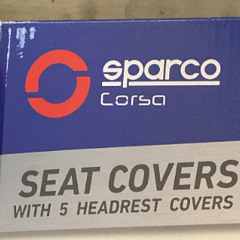 sparco
Corsa
SEAT COVERS
WITH 5 HEADREST COVERS